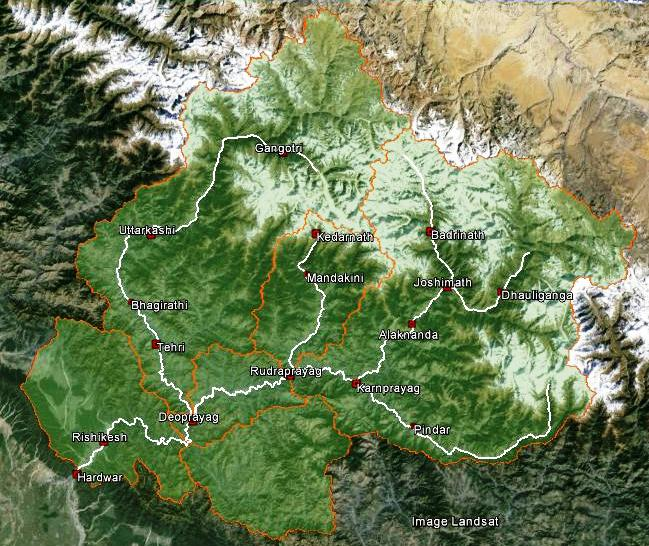 Gangotri
Uttarkashi
Kedarnath
Badrinath
Mandakini
Joshimath
Dhauliganga
Bhagirathi
Alaknanda
Tehri
Rudraprayag
Karnprayag
Deoprayag
Pindar
Rishikesh
Hardwar
Image Landsat